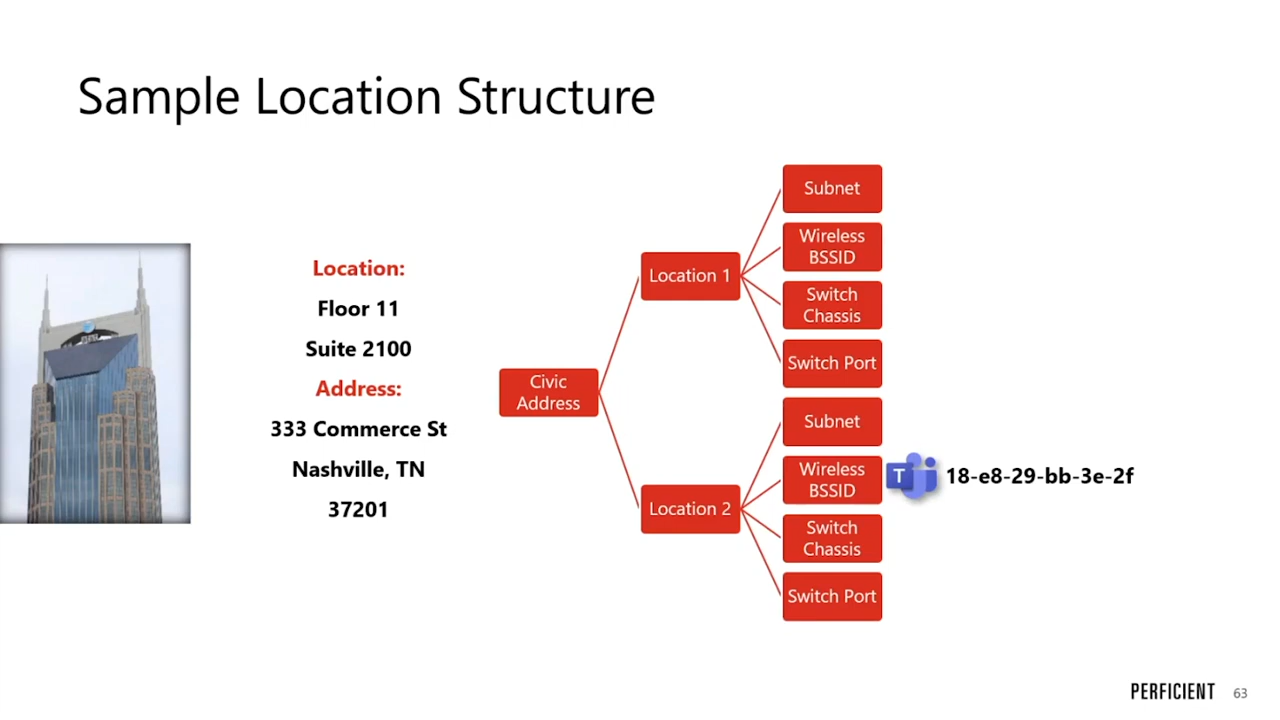 Sample Location Structure
Location:
Floor 11
Suite 2100
Address:
333 Commerce St
Nashville, TN
37201
Civic
Address
Location 1
Subnet
Wireless
BSSID
Switch
Chassis
Switch Port
Location 2
Subnet
Wireless
BSSID
T
18-e8-29-bb-3e-2f
Switch
Chassis
Switch Port
PERFICIENT
63